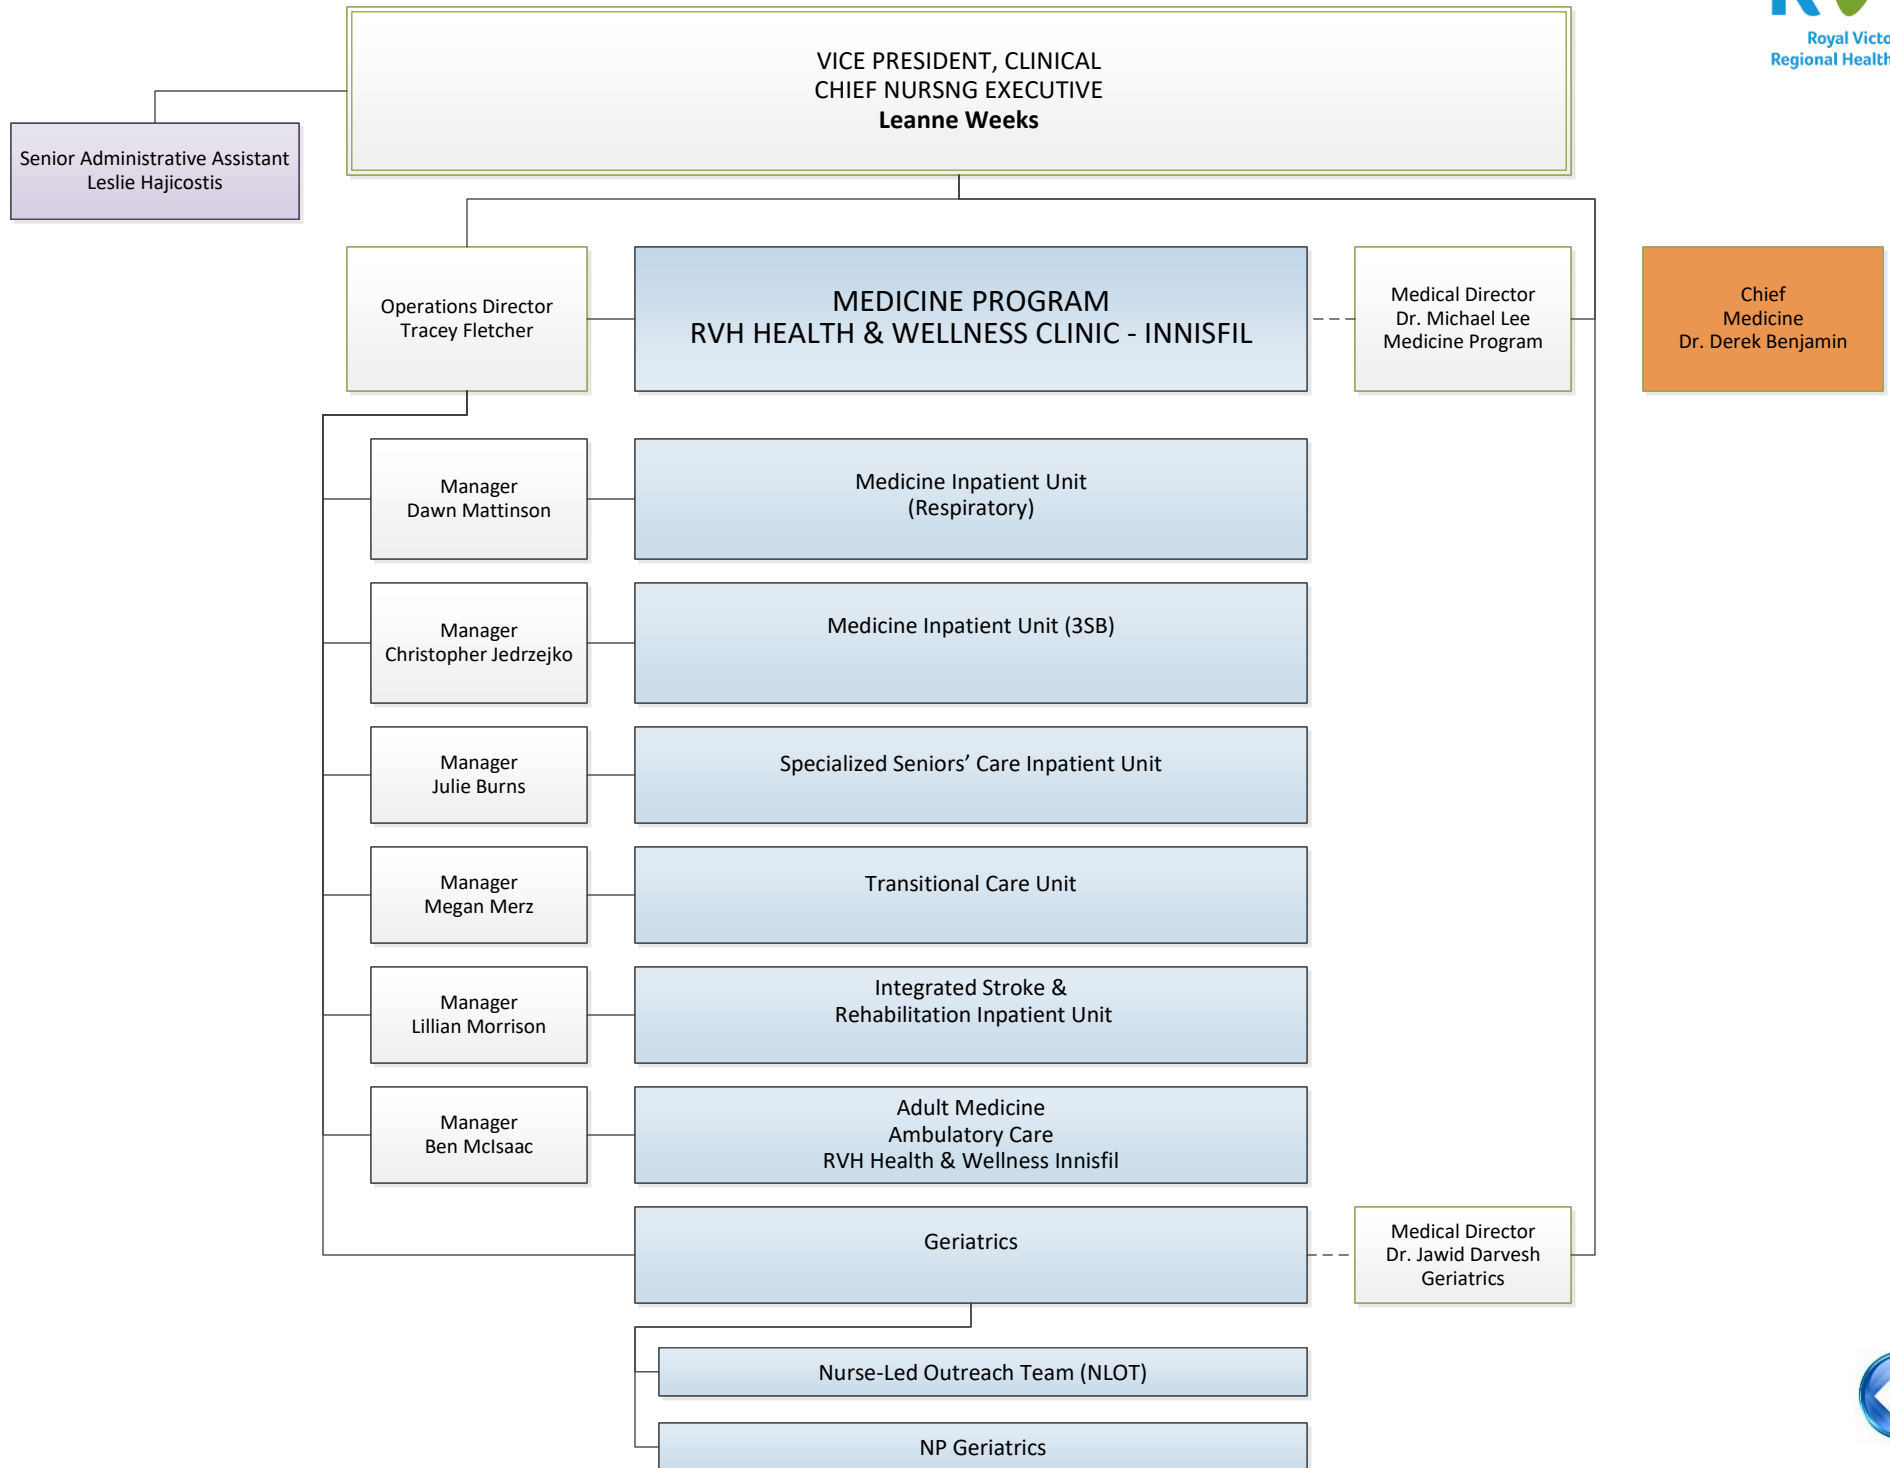 Royal Victo
Regional Health
VICE PRESIDENT, CLINICAL
CHIEF NURSNG EXECUTIVE
Leanne Weeks
Senior Administrative Assistant
Leslie Hajicostis
Operations Director
Tracey Fletcher
MEDICINE PROGRAM
RVH HEALTH & WELLNESS CLINIC - INNISFIL
Medical Director
Dr. Michael Lee
Medicine Program
Chief
Medicine
Dr. Derek Benjamin
Manager
Dawn Mattinson
Medicine Inpatient Unit
(Respiratory)
Manager
Christopher Jedrzejko
Medicine Inpatient Unit (3SB)
Manager
Julie Burns
Specialized Seniors’ Care Inpatient Unit
Manager
Megan Merz
Transitional Care Unit
Manager
Lillian Morrison
Integrated Stroke &
Rehabilitation Inpatient Unit
Manager
Ben McIsaac
Adult Medicine
Ambulatory Care
RVH Health & Wellness Innisfil
Geriatrics
Medical Director
Dr. Jawid Darvesh
Geriatrics
Nurse-Led Outreach Team (NLOT)
NP Geriatrics